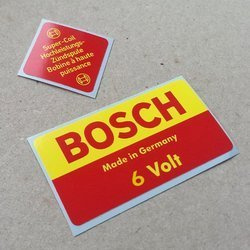 Super-Coil
Hochleistungs-
Zündspule
Bobine à haute
puissance
BOSCH
Made in Germany
6 Volt